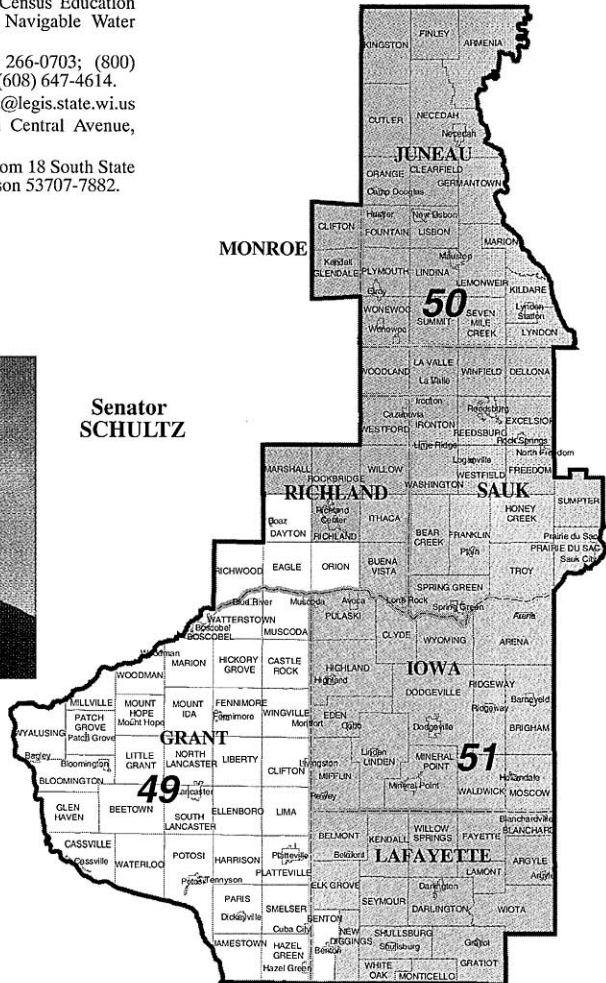 Census Education
Navigable Water
266-0703; (800)
(608) 647-4614.
@legis.state.wi.us
Central Avenue,
om 18 South State
son 53707-7882.
Senator
SCHULTZ
MONROE
KINGSTON
FINLEY
ARMENIA
CUTLER
NECEDAH
Necedah
JUNEAU
ORANGE
CLEARFIELD
GERMANTOWN
Camp Douglas
Hustler
New Lisbon
CLIFTON
FOUNTAIN
LISBON
MARION
Kendall
GLENDALE
PLYMOUTH
LINDINA
Mauston
LEMONWEIR
KILDARE
Elroy
50
Lyndon
Station
WONEWOC
Wonewoc
SUMMIT
SEVEN
MILE
CREEK
LYNDON
WOODLAND
LA VALLE
La Valle
WINFIELD
DELLONA
Ironton
Cazenovia
Reedsburg
WESTFORD
IRONTON
REEDSBURG
EXCELSIOR
Lime Ridge
Rock Springs
Loganville
North Freedom
MARSHALL
ROCKBRIDGE
WILLOW
WASHINGTON
WESTFIELD
FREEDOM
RICHLAND
SAUK
SUMPTER
Boaz
DAYTON
Richland
Center
RICHLAND
ITHACA
BEAR
CREEK
FRANKLIN
Plain
HONEY
CREEK
Prairie du Sac
PRAIRIE DU SAC
Sauk City
TROY
RICHWOOD
EAGLE
ORION
BUENA
VISTA
SPRING GREEN
Blue River
Muscoda
Avoca
Lone Rock
Spring Green
Arena
WATTERSTOWN
PULASKI
Boscobel
BOSCOBEL
MUSCODA
CLYDE
WYOMING
ARENA
Woodman
WOODMAN
MARION
HICKORY
GROVE
CASTLE
ROCK
HIGHLAND
Highland
IOWA
DODGEVILLE
RIDGEWAY
Ridgeway
Barneveld
MILLVILLE
MOUNT
HOPE
Mount Hope
MOUNT
IDA
FENNIMORE
Fennimore
WINGVILLE
Montfort
EDEN
Cobb
Dodgeville
BRIGHAM
WYALUSING
PATCH
GROVE
Patch Grove
GRANT
Bagley
Bloomington
LITTLE
GRANT
NORTH
LANCASTER
LIBERTY
CLIFTON
Livingston
MIFFLIN
Linden
LINDEN
MINERAL
POINT
51
Hollandale
BLOOMINGTON
49
Lancaster
Rewey
Mineral Point
WALDWICK
MOSCOW
GLEN
HAVEN
BEETOWN
SOUTH
LANCASTER
ELLENBORO
LIMA
Blanchardville
BLANCHARD
BELMONT
Belmont
KENDALL
WILLOW
SPRINGS
FAYETTE
LAFAYETTE
CASSVILLE
Cassville
WATERLOO
POTOSI
HARRISON
Platteville
PLATTEVILLE
LAMONT
ARGYLE
Argyle
Potosi
Tennyson
ELK GROVE
Darlington
DARLINGTON
WIOTA
PARIS
Dickeyville
SMELSER
SEYMOUR
Cuba City
BENTON
Benton
NEW
DIGGINGS
SHULLSBURG
Shullsburg
Gratiot
GRATIOT
JAMESTOWN
HAZEL
GREEN
Hazel Green
WHITE
OAK
MONTICELLO